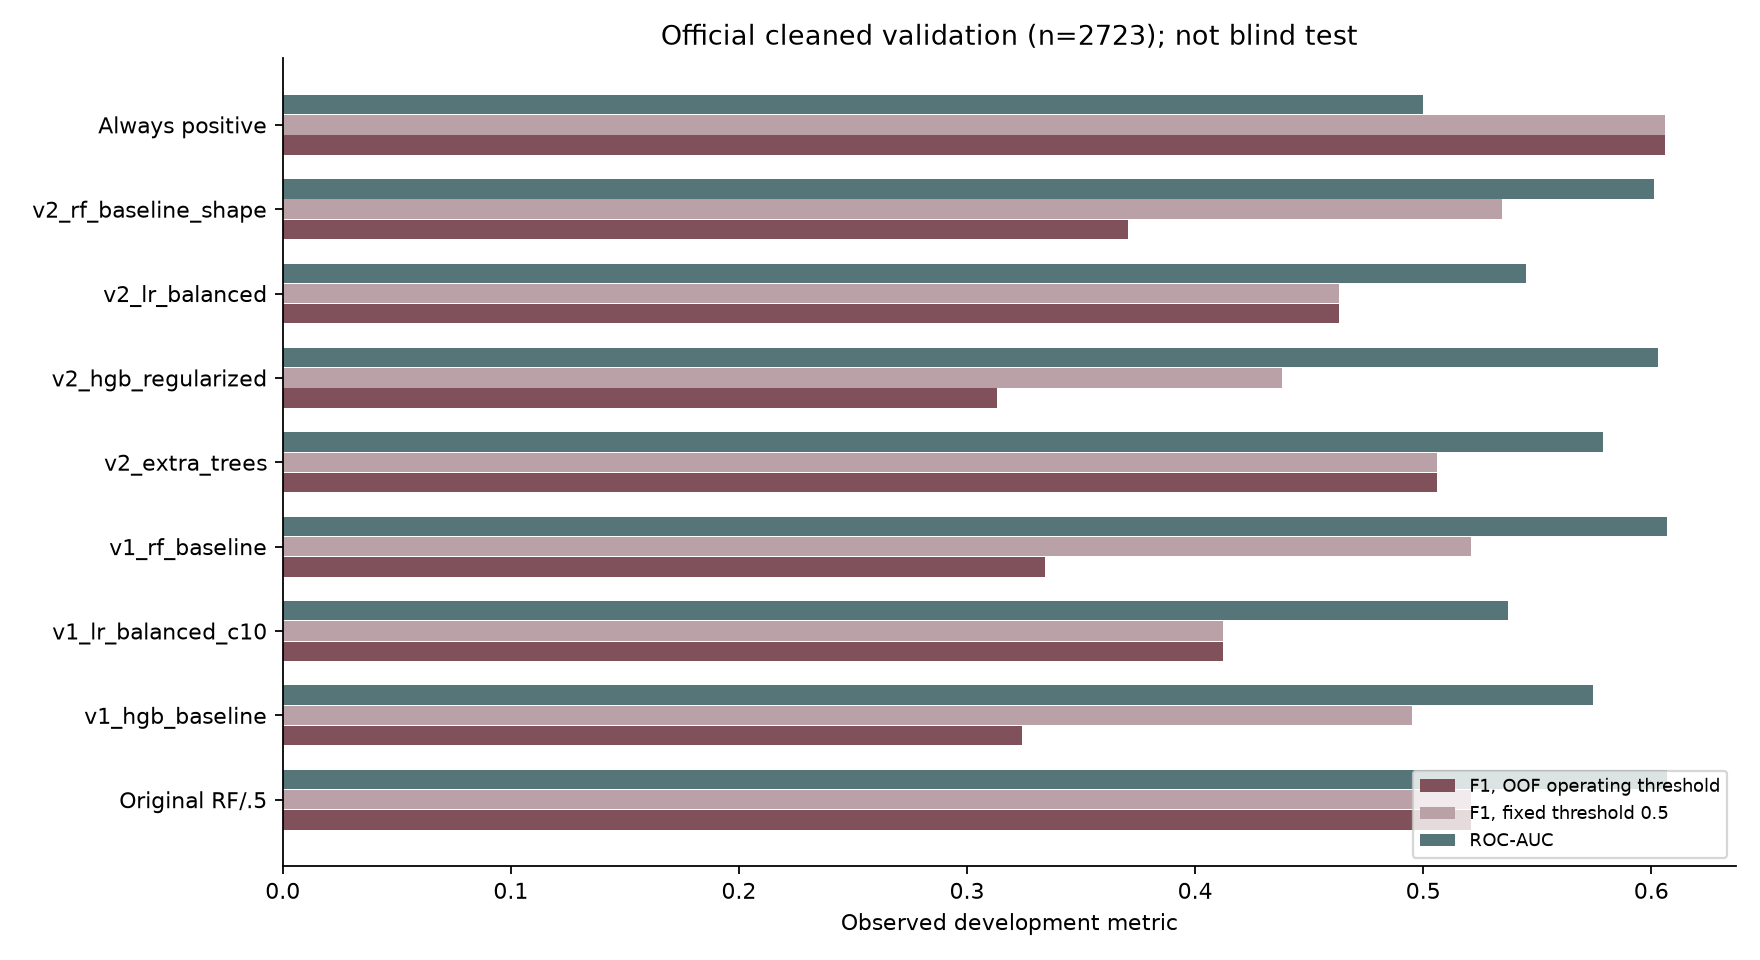 Official cleaned validation (n=2723); not blind test
Always positive
v2_rf_baseline_shape
v2_lr_balanced
v2_hgb_regularized
v2_extra_trees
v1_rf_baseline
v1_lr_balanced_c10
v1_hgb_baseline
Original RF/.5
F1, OOF operating threshold
F1, fixed threshold 0.5
ROC-AUC
0.0 0.1 0.2 0.3 0.4 0.5 0.6
Observed development metric